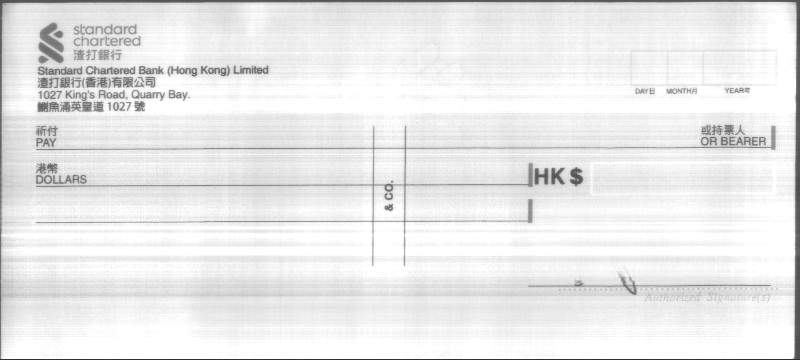 standard
chartered
渣打銀行
Standard Chartered Bank (Hong Kong) Limited
渣打銀行(香港)有限公司
1027 King's Road, Quarry Bay.
鰂魚涌英皇道 1027 號
DAY日 MONTH月 YEAR年
祈付 或持票人
PAY OR BEARER
港幣
DOLLARS
HK $
& CO.
Authorized Signature(s)